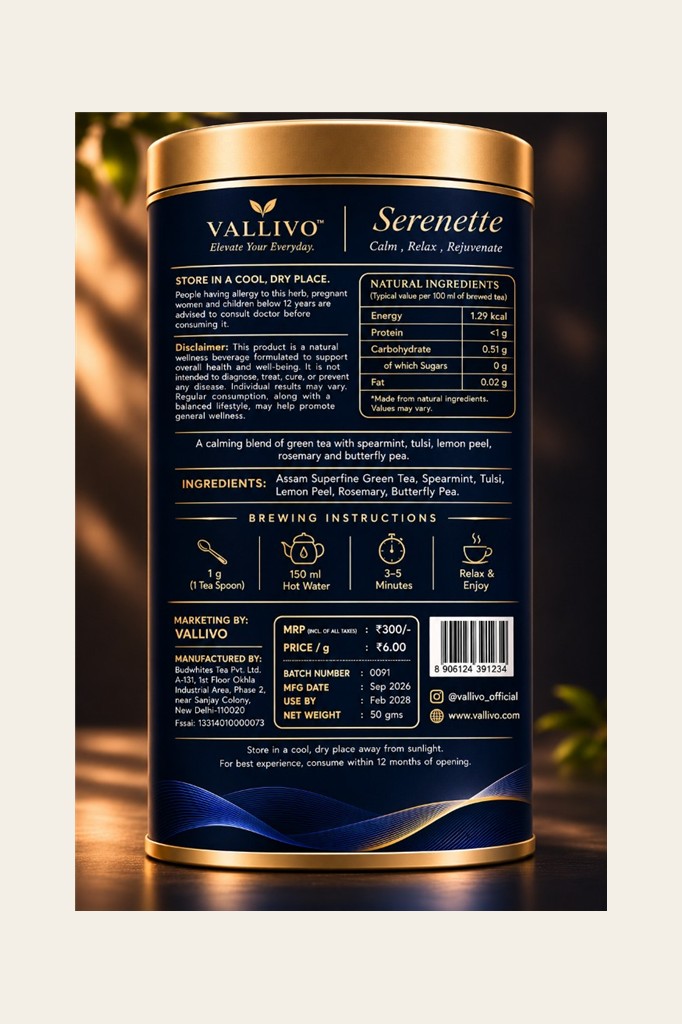 VALLIVO™
Elevate Your Everyday.
Serenette
Calm , Relax , Rejuvenate
STORE IN A COOL, DRY PLACE.
People having allergy to this herb, pregnant
women and children below 12 years are
advised to consult doctor before
consuming it.
Disclaimer: This product is a natural
wellness beverage formulated to support
overall health and well-being. It is not
intended to diagnose, treat, cure, or prevent
any disease. Individual results may vary.
Regular consumption, along with a
balanced lifestyle, may help promote
general wellness.
NATURAL INGREDIENTS
(Typical value per 100 ml of brewed tea)
Energy 1.29 kcal
Protein <1 g
Carbohydrate 0.51 g
of which Sugars 0 g
Fat 0.02 g
*Made from natural ingredients.
Values may vary.
A calming blend of green tea with spearmint, tulsi, lemon peel,
rosemary and butterfly pea.
INGREDIENTS: Assam Superfine Green Tea, Spearmint, Tulsi,
Lemon Peel, Rosemary, Butterfly Pea.
BREWING INSTRUCTIONS
1 g
(1 Tea Spoon)
150 ml
Hot Water
3–5
Minutes
Relax &
Enjoy
MARKETING BY:
VALLIVO
MANUFACTURED BY:
Budwhites Tea Pvt. Ltd.
A-131, 1st Floor Okhla
Industrial Area, Phase 2,
near Sanjay Colony,
New Delhi-110020
Fssai: 13314010000073
MRP (INCL. OF ALL TAXES) : ₹300/-
PRICE / g : ₹6.00
BATCH NUMBER : 0091
MFG DATE : Sep 2026
USE BY : Feb 2028
NET WEIGHT : 50 gms
8 906124 391234
@vallivo_official
www.vallivo.com
Store in a cool, dry place away from sunlight.
For best experience, consume within 12 months of opening.